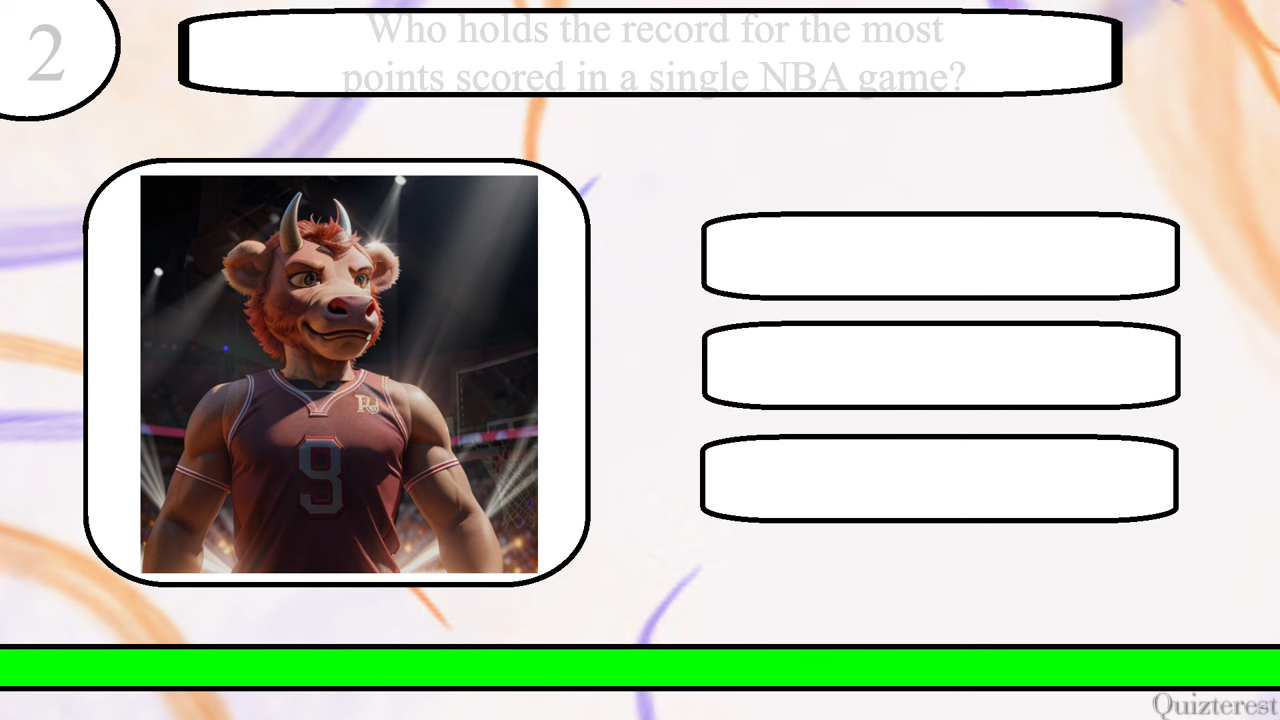 2
Who holds the record for the most
points scored in a single NBA game?
9
Quizterest